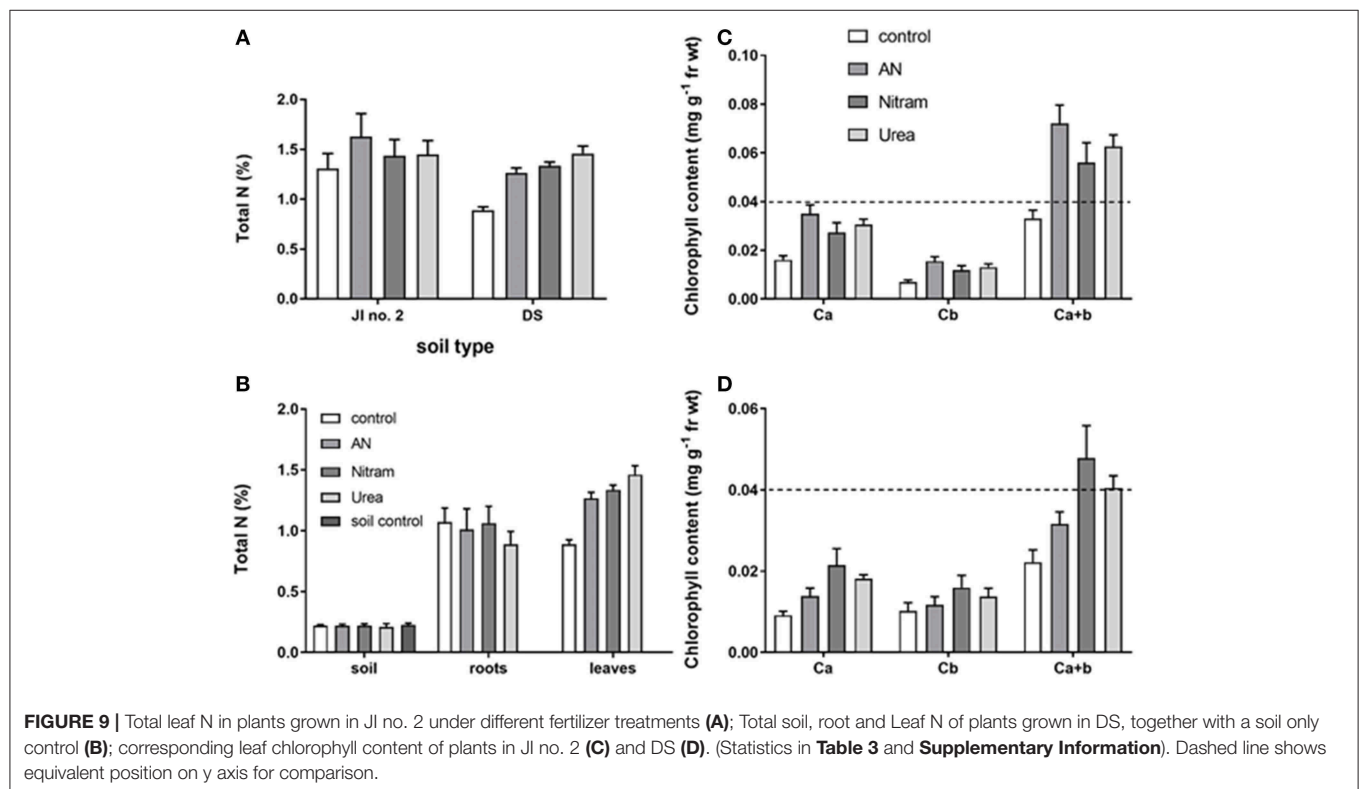 A
Total N (%)
2.0
1.5
1.0
0.5
0.0
JI no. 2
DS
soil type
C
control
AN
Nitram
Urea
Chlorophyll content (mg g⁻¹ fr wt)
0.10
0.08
0.06
0.04
0.02
0.00
Ca
Cb
Ca+b
B
control
AN
Nitram
Urea
soil control
Total N (%)
2.0
1.5
1.0
0.5
0.0
soil
roots
leaves
D
Chlorophyll content (mg g⁻¹ fr wt)
0.06
0.04
0.02
0.00
Ca
Cb
Ca+b
FIGURE 9 | Total leaf N in plants grown in JI no. 2 under different fertilizer treatments (A); Total soil, root and Leaf N of plants grown in DS, together with a soil only
control (B); corresponding leaf chlorophyll content of plants in JI no. 2 (C) and DS (D). (Statistics in Table 3 and Supplementary Information). Dashed line shows
equivalent position on y axis for comparison.